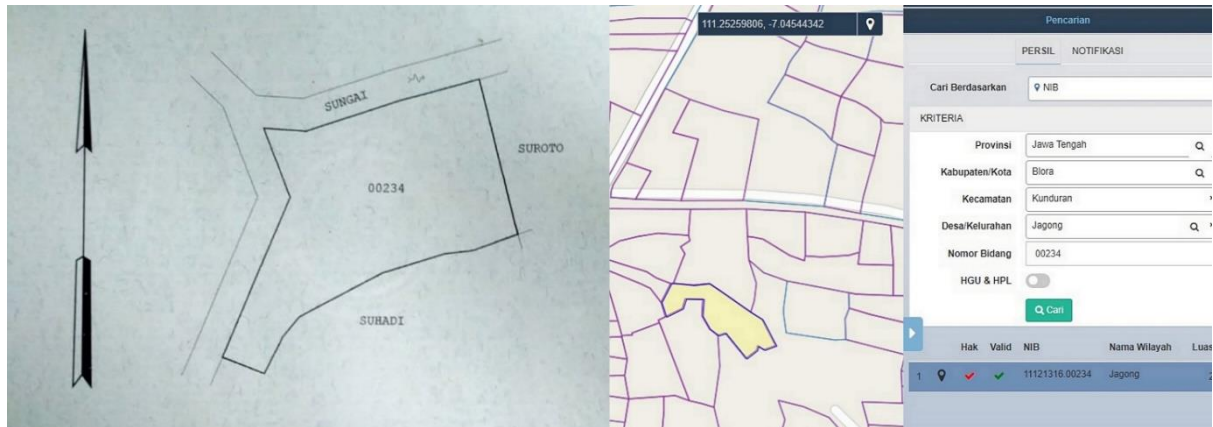 SUNGAI
SUROTO
00234
SUHADI
111.25259806, -7.04544342
Pencarian
PERSIL NOTIFIKASI
Cari Berdasarkan NIB
KRITERIA
Provinsi Jawa Tengah
Kabupaten/Kota Blora
Kecamatan Kunduran
Desa/Kelurahan Jagong
Nomor Bidang 00234
HGU & HPL
Cari
Hak Valid NIB Nama Wilayah Luas
1 11121316.00234 Jagong 2